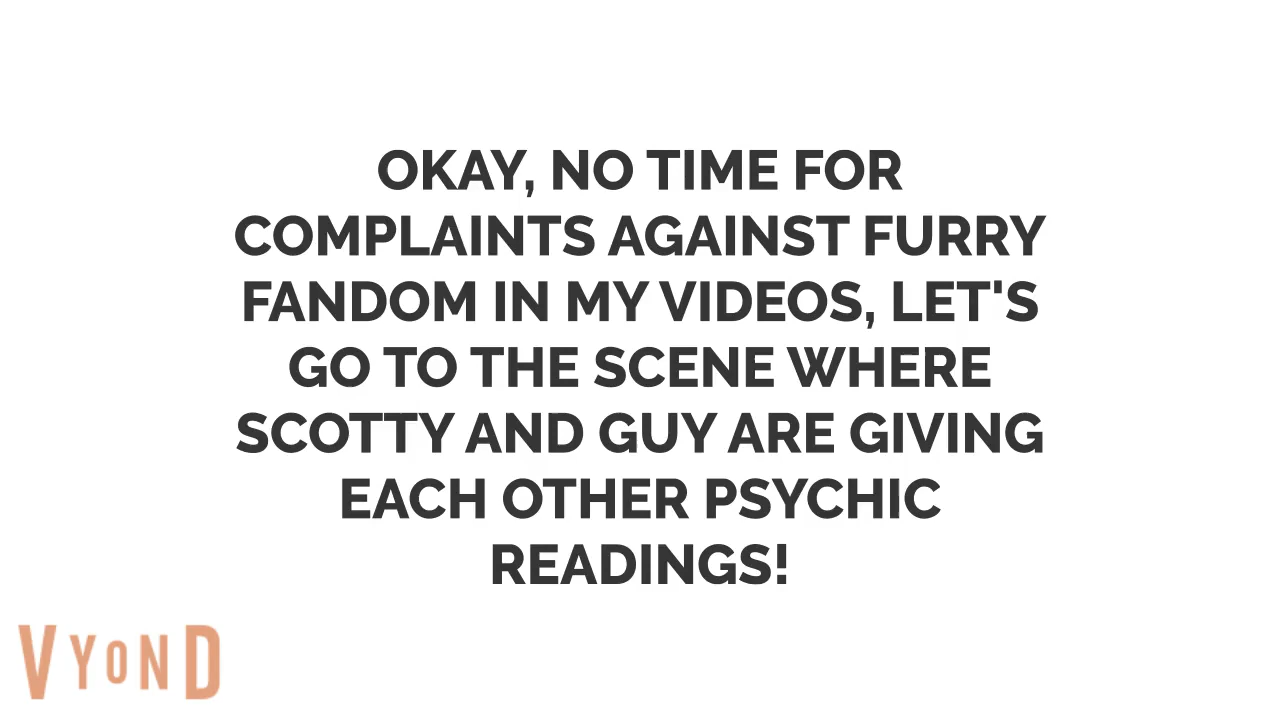 OKAY, NO TIME FOR
COMPLAINTS AGAINST FURRY
FANDOM IN MY VIDEOS, LET'S
GO TO THE SCENE WHERE
SCOTTY AND GUY ARE GIVING
EACH OTHER PSYCHIC
READINGS!
VYOND